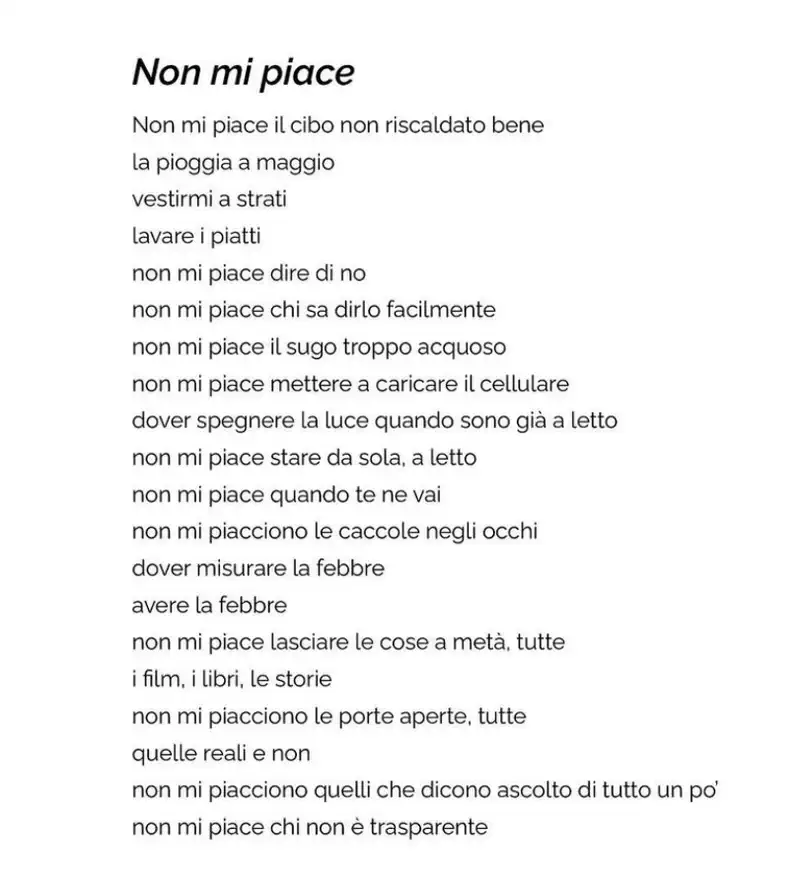 Non mi piace
Non mi piace il cibo non riscaldato bene
la pioggia a maggio
vestirmi a strati
lavare i piatti
non mi piace dire di no
non mi piace chi sa dirlo facilmente
non mi piace il sugo troppo acquoso
non mi piace mettere a caricare il cellulare
dover spegnere la luce quando sono già a letto
non mi piace stare da sola, a letto
non mi piace quando te ne vai
non mi piacciono le caccole negli occhi
dover misurare la febbre
avere la febbre
non mi piace lasciare le cose a metà, tutte
i film, i libri, le storie
non mi piacciono le porte aperte, tutte
quelle reali e non
non mi piacciono quelli che dicono ascolto di tutto un po’
non mi piace chi non è trasparente